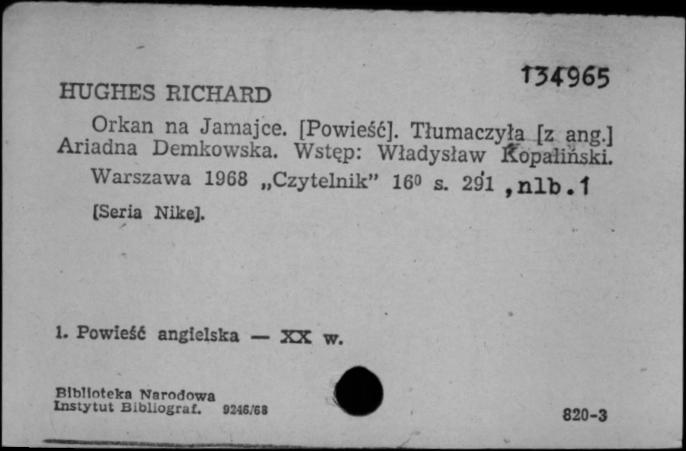 134965
HUGHES RICHARD
Orkan na Jamajce. [Powieść]. Tłumaczyła [z ang.]
Ariadna Demkowska. Wstęp: Władysław Kopaliński.
Warszawa 1968 „Czytelnik” 16⁰ s. 291 , nlb.1
[Seria Nike].
1. Powieść angielska — XX w.
Biblioteka Narodowa
Instytut Bibliograf. 9246/68
820-3